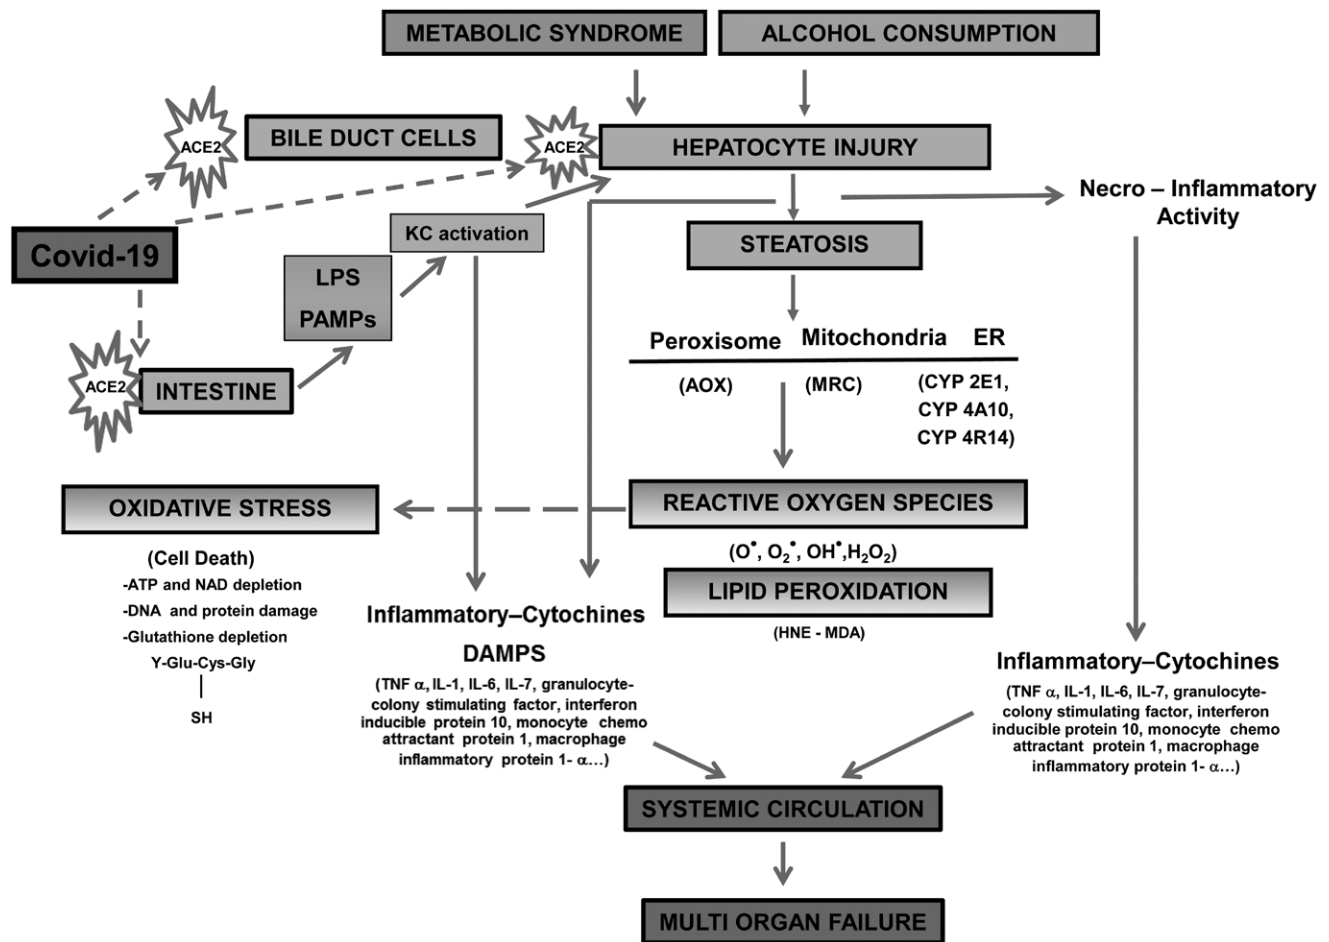 METABOLIC SYNDROME
ALCOHOL CONSUMPTION
ACE2
BILE DUCT CELLS
ACE2
HEPATOCYTE INJURY
Necro – Inflammatory
Activity
Covid-19
KC activation
STEATOSIS
LPS
PAMPs
Peroxisome Mitochondria ER
(AOX) (MRC) (CYP 2E1,
CYP 4A10,
CYP 4R14)
ACE2
INTESTINE
OXIDATIVE STRESS
(Cell Death)
-ATP and NAD depletion
-DNA and protein damage
-Glutathione depletion
Y-Glu-Cys-Gly
SH
REACTIVE OXYGEN SPECIES
(O•, O₂•, OH•,H₂O₂)
LIPID PEROXIDATION
(HNE - MDA)
Inflammatory–Cytochines
DAMPS
(TNF α, IL-1, IL-6, IL-7, granulocyte-
colony stimulating factor, interferon
inducible protein 10, monocyte chemo
attractant protein 1, macrophage
inflammatory protein 1- α...)
Inflammatory–Cytochines
(TNF α, IL-1, IL-6, IL-7, granulocyte-
colony stimulating factor, interferon
inducible protein 10, monocyte chemo
attractant protein 1, macrophage
inflammatory protein 1- α...)
SYSTEMIC CIRCULATION
MULTI ORGAN FAILURE